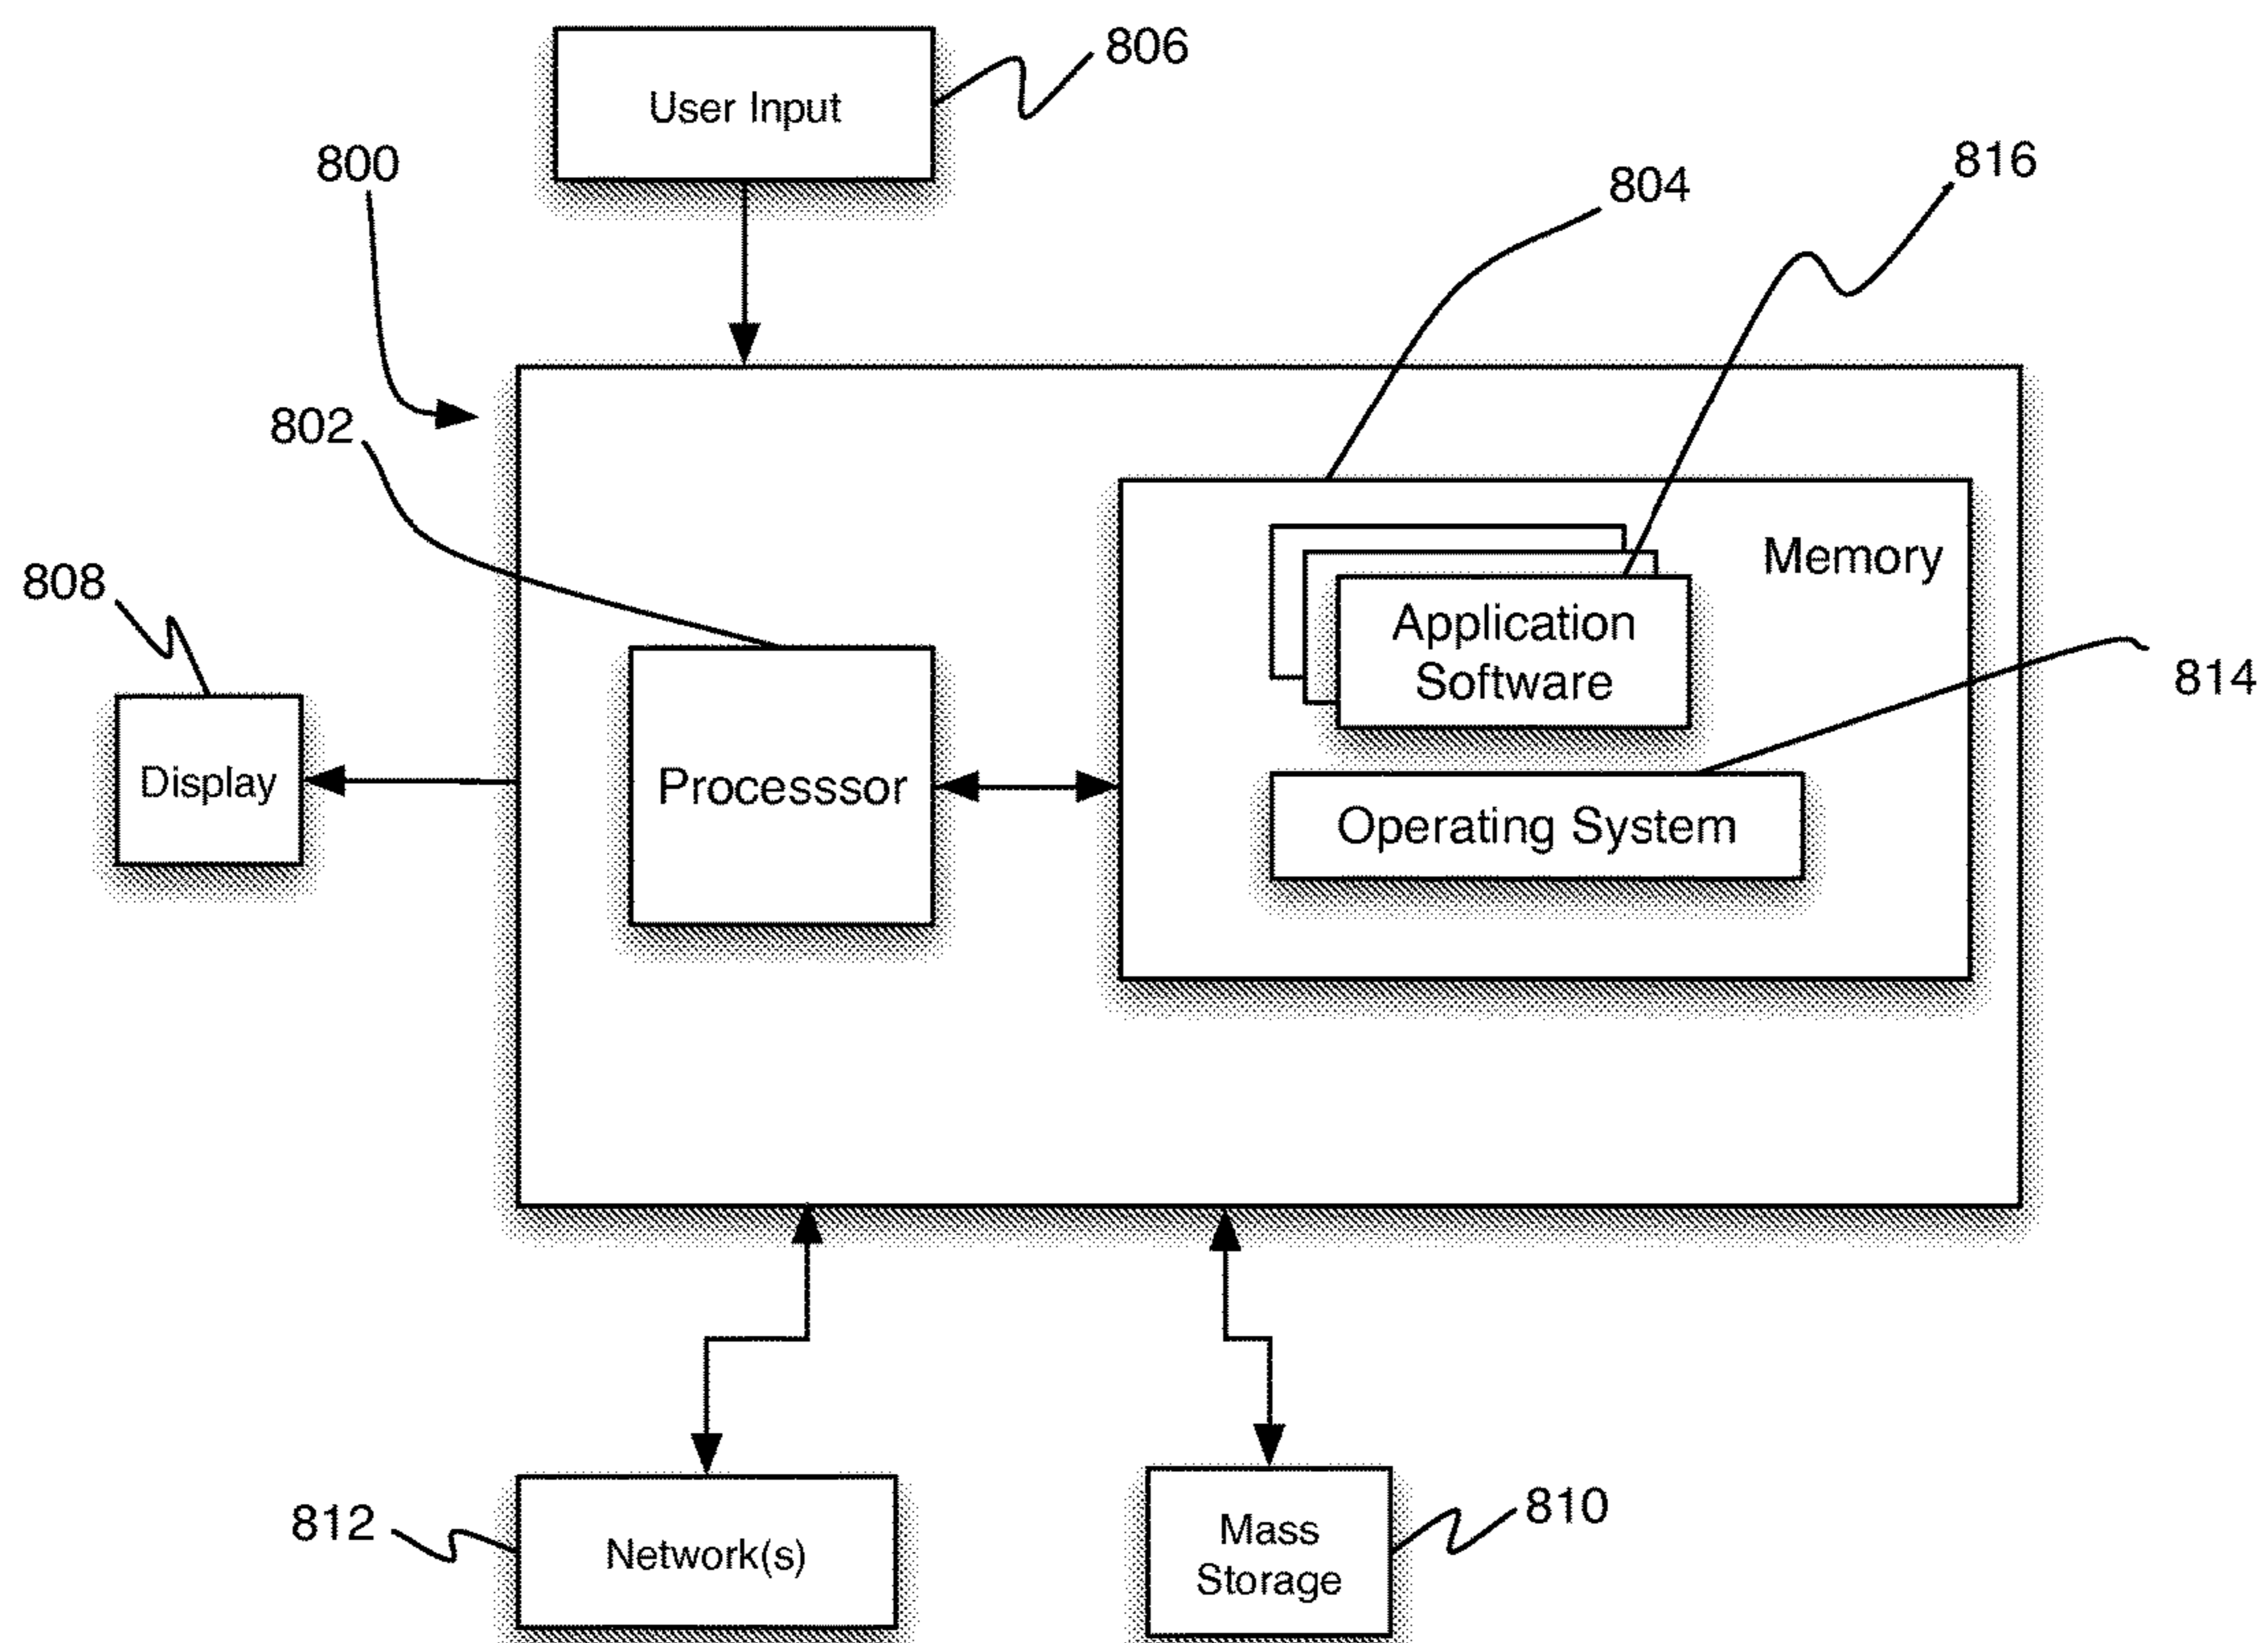 806
User Input
800
816
804
802
Memory
808
Application
Software
814
Display
Processsor
Operating System
812
Network(s)
810
Mass
Storage